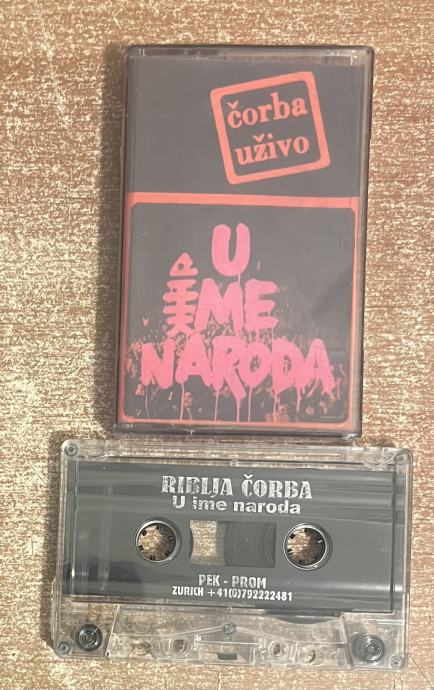 čorba
uživo
U
IME
NARODA
RIBLJA ČORBA
U ime naroda
PEK - PROM
ZURICH +41(0)792222481